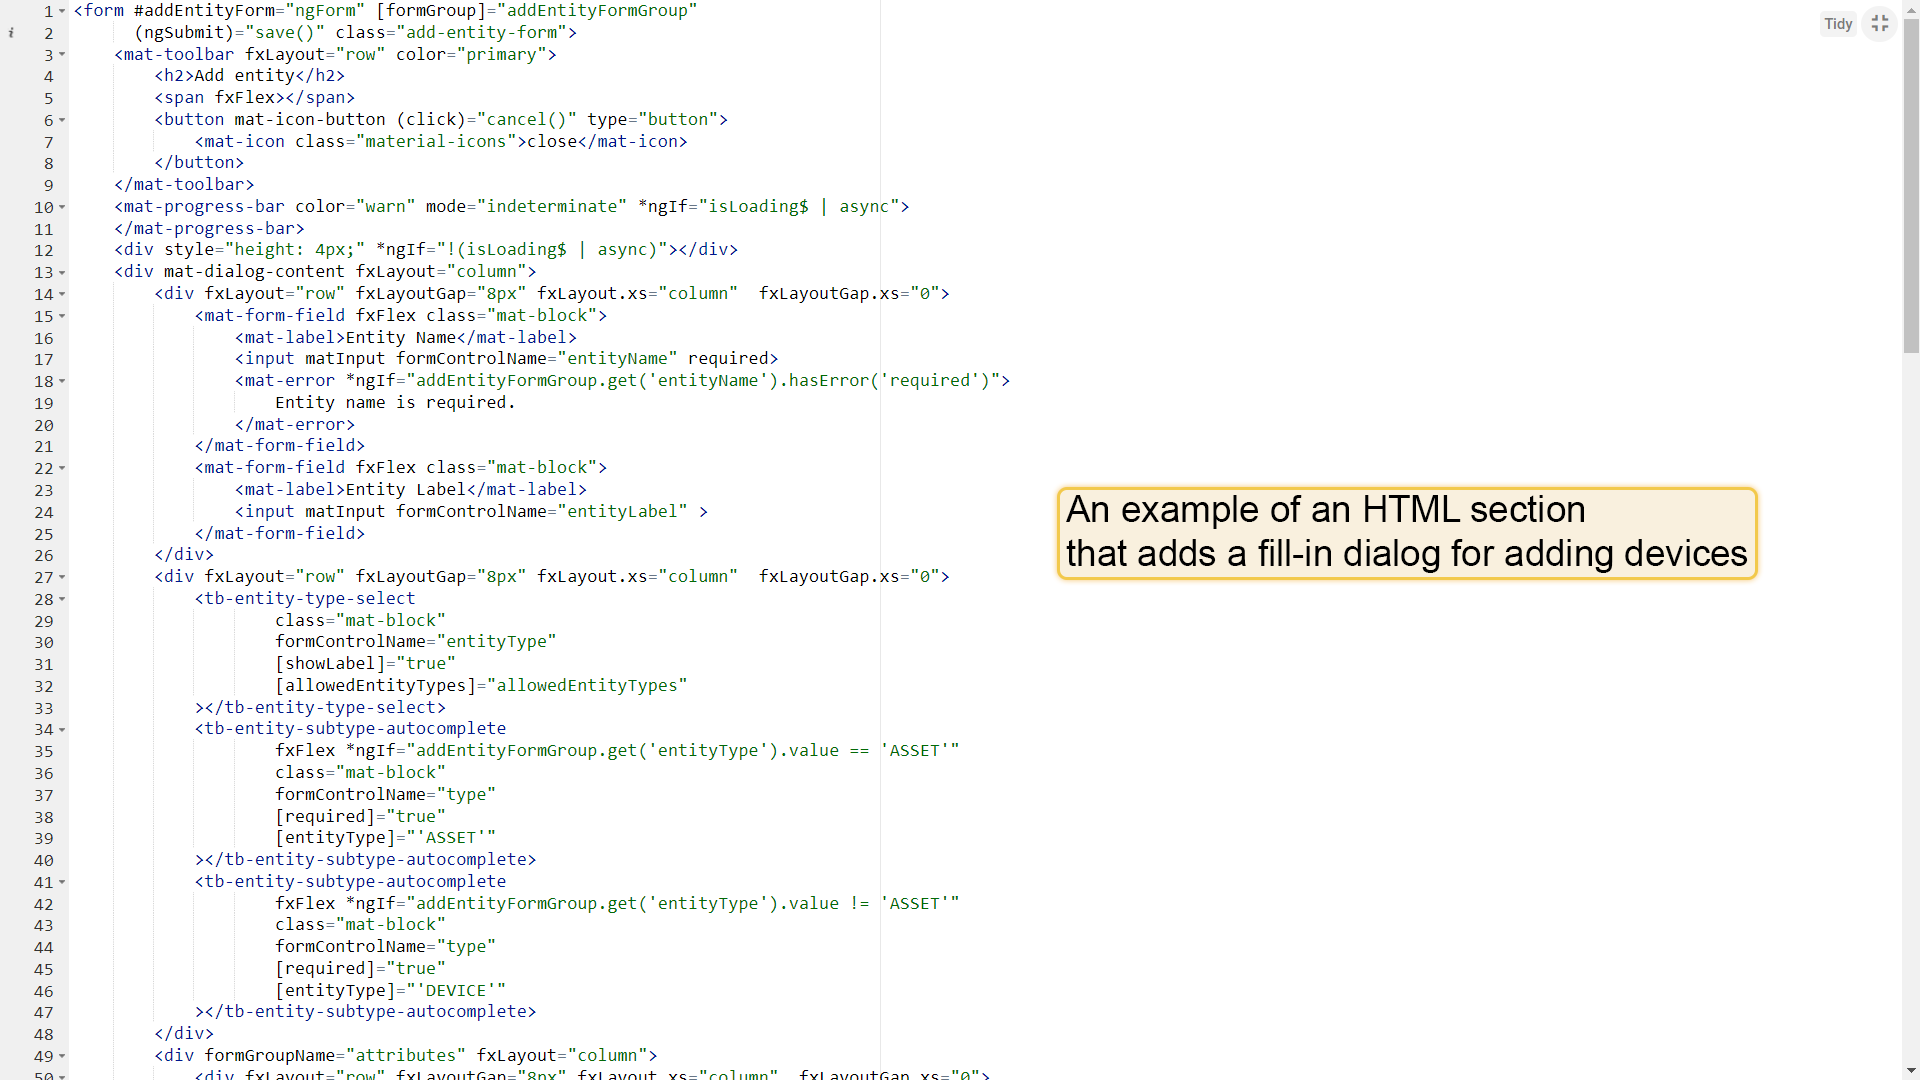 1 <form #addEntityForm="ngForm" [formGroup]="addEntityFormGroup"
i 2 (ngSubmit)="save()" class="add-entity-form">
3 <mat-toolbar fxLayout="row" color="primary">
4 <h2>Add entity</h2>
5 <span fxFlex></span>
6 <button mat-icon-button (click)="cancel()" type="button">
7 <mat-icon class="material-icons">close</mat-icon>
8 </button>
9 </mat-toolbar>
10 <mat-progress-bar color="warn" mode="indeterminate" *ngIf="isLoading$ | async">
11 </mat-progress-bar>
12 <div style="height: 4px;" *ngIf="!(isLoading$ | async)"></div>
13 <div mat-dialog-content fxLayout="column">
14 <div fxLayout="row" fxLayoutGap="8px" fxLayout.xs="column"  fxLayoutGap.xs="0">
15 <mat-form-field fxFlex class="mat-block">
16 <mat-label>Entity Name</mat-label>
17 <input matInput formControlName="entityName" required>
18 <mat-error *ngIf="addEntityFormGroup.get('entityName').hasError('required')">
19 Entity name is required.
20 </mat-error>
21 </mat-form-field>
22 <mat-form-field fxFlex class="mat-block">
23 <mat-label>Entity Label</mat-label>
24 <input matInput formControlName="entityLabel" >
25 </mat-form-field>
26 </div>
27 <div fxLayout="row" fxLayoutGap="8px" fxLayout.xs="column"  fxLayoutGap.xs="0">
28 <tb-entity-type-select
29 class="mat-block"
30 formControlName="entityType"
31 [showLabel]="true"
32 [allowedEntityTypes]="allowedEntityTypes"
33 ></tb-entity-type-select>
34 <tb-entity-subtype-autocomplete
35 fxFlex *ngIf="addEntityFormGroup.get('entityType').value == 'ASSET'"
36 class="mat-block"
37 formControlName="type"
38 [required]="true"
39 [entityType]="'ASSET'"
40 ></tb-entity-subtype-autocomplete>
41 <tb-entity-subtype-autocomplete
42 fxFlex *ngIf="addEntityFormGroup.get('entityType').value != 'ASSET'"
43 class="mat-block"
44 formControlName="type"
45 [required]="true"
46 [entityType]="'DEVICE'"
47 ></tb-entity-subtype-autocomplete>
48 </div>
49 <div formGroupName="attributes" fxLayout="column">
50 <div fxLayout="row" fxLayoutGap="8px" fxLayout.xs="column"  fxLayoutGap.xs="0">
Tidy
An example of an HTML section
that adds a fill-in dialog for adding devices